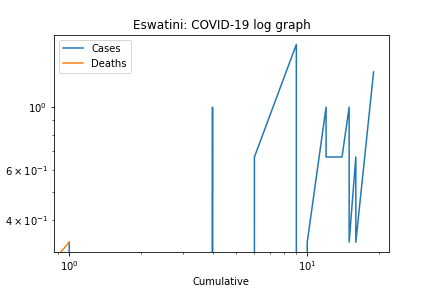 Eswatini: COVID-19 log graph
Cases
Deaths
10⁰
6 × 10⁻¹
4 × 10⁻¹
10⁰
10¹
Cumulative